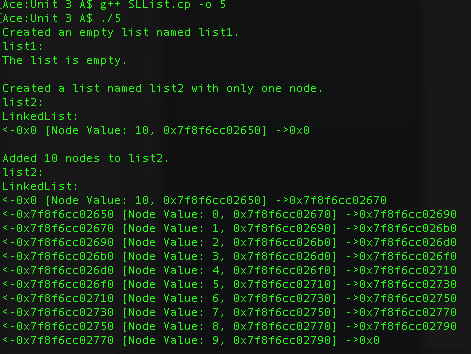 Ace:Unit 3 A$ g++ SLList.cp -o 5
Ace:Unit 3 A$ ./5
Created an empty list named list1.
list1:
The list is empty.
Created a list named list2 with only one node.
list2:
LinkedList:
<-0x0 [Node Value: 10, 0x7f8f6cc02650] ->0x0
Added 10 nodes to list2.
list2:
LinkedList:
<-0x0 [Node Value: 10, 0x7f8f6cc02650] ->0x7f8f6cc02670
<-0x7f8f6cc02650 [Node Value: 0, 0x7f8f6cc02670] ->0x7f8f6cc02690
<-0x7f8f6cc02670 [Node Value: 1, 0x7f8f6cc02690] ->0x7f8f6cc026b0
<-0x7f8f6cc02690 [Node Value: 2, 0x7f8f6cc026b0] ->0x7f8f6cc026d0
<-0x7f8f6cc026b0 [Node Value: 3, 0x7f8f6cc026d0] ->0x7f8f6cc026f0
<-0x7f8f6cc026d0 [Node Value: 4, 0x7f8f6cc026f0] ->0x7f8f6cc02710
<-0x7f8f6cc026f0 [Node Value: 5, 0x7f8f6cc02710] ->0x7f8f6cc02730
<-0x7f8f6cc02710 [Node Value: 6, 0x7f8f6cc02730] ->0x7f8f6cc02750
<-0x7f8f6cc02730 [Node Value: 7, 0x7f8f6cc02750] ->0x7f8f6cc02770
<-0x7f8f6cc02750 [Node Value: 8, 0x7f8f6cc02770] ->0x7f8f6cc02790
<-0x7f8f6cc02770 [Node Value: 9, 0x7f8f6cc02790] ->0x0